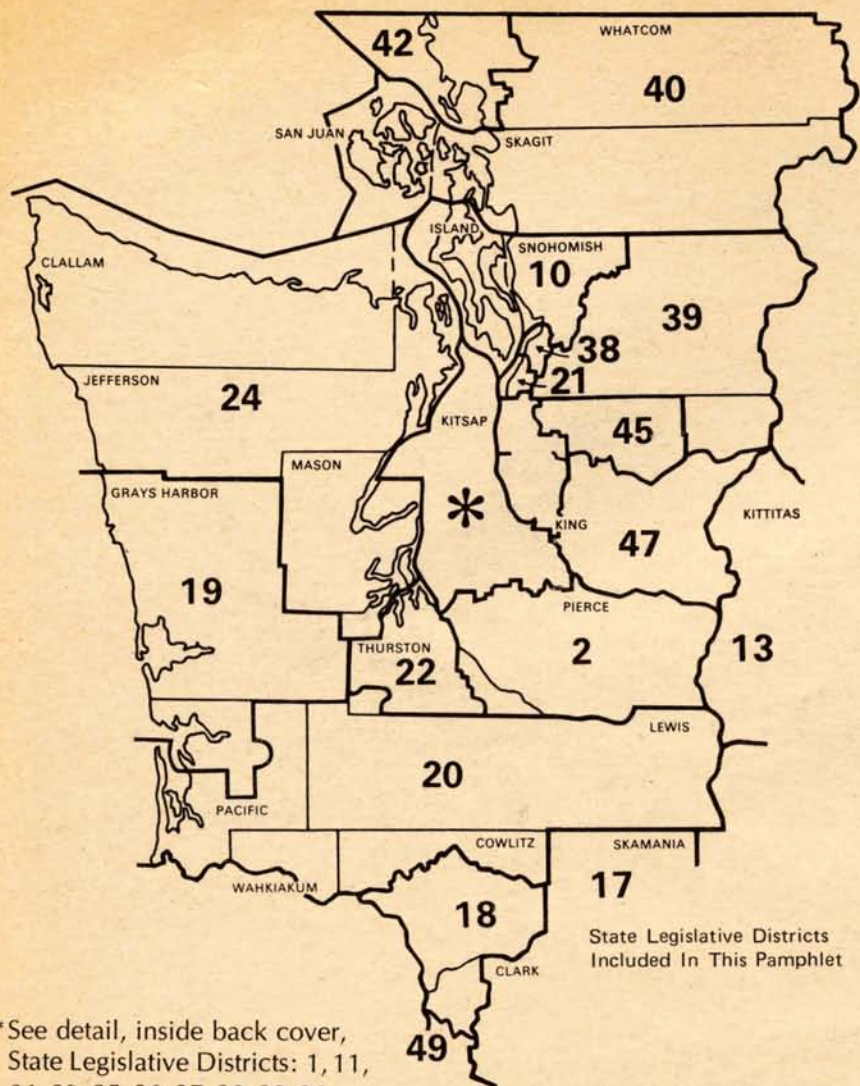 42
WHATCOM
40
SAN JUAN
SKAGIT
ISLAND
SNOHOMISH
10
CLALLAM
39
38
21
JEFFERSON
24
KITSAP
45
MASON
GRAYS HARBOR
*
KING
KITTITAS
47
19
PIERCE
THURSTON
2
13
22
LEWIS
20
PACIFIC
COWLITZ
SKAMANIA
WAHKIAKUM
17
18
State Legislative Districts
Included In This Pamphlet
CLARK
*See detail, inside back cover,
49
State Legislative Districts: 1, 11,